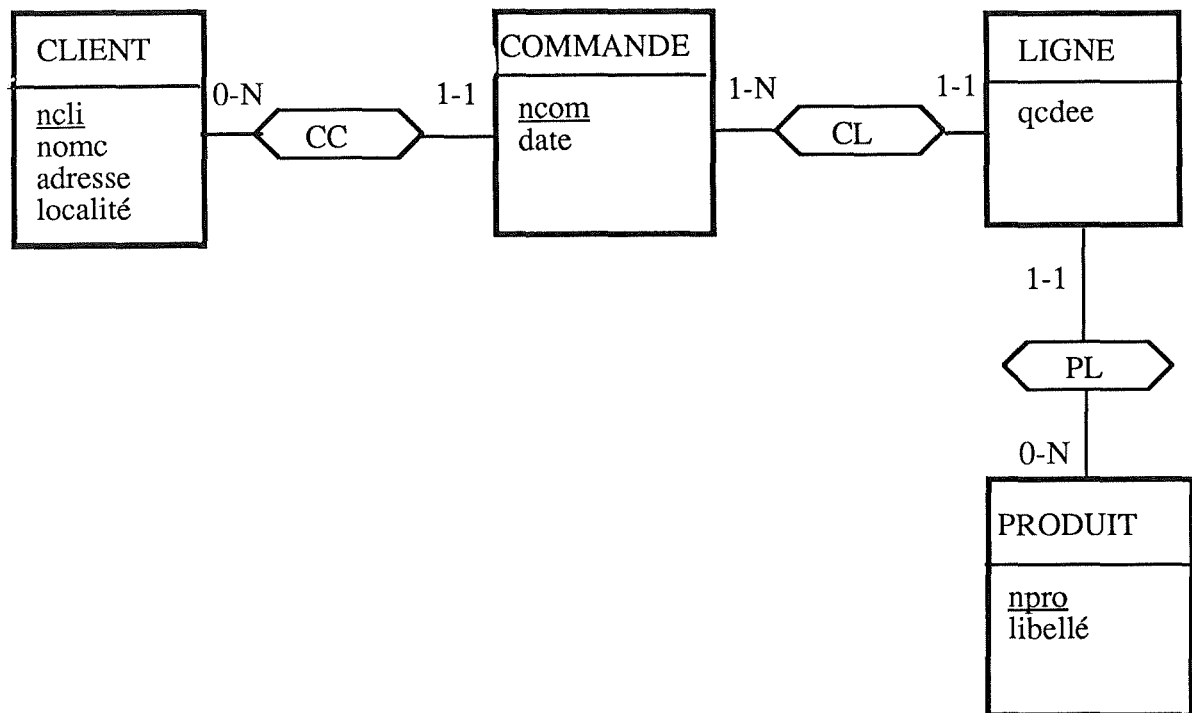 CLIENT
ncli
nomc
adresse
localité
0-N
CC
1-1
COMMANDE
ncom
date
1-N
CL
1-1
LIGNE
qcdee
1-1
PL
0-N
PRODUIT
npro
libellé